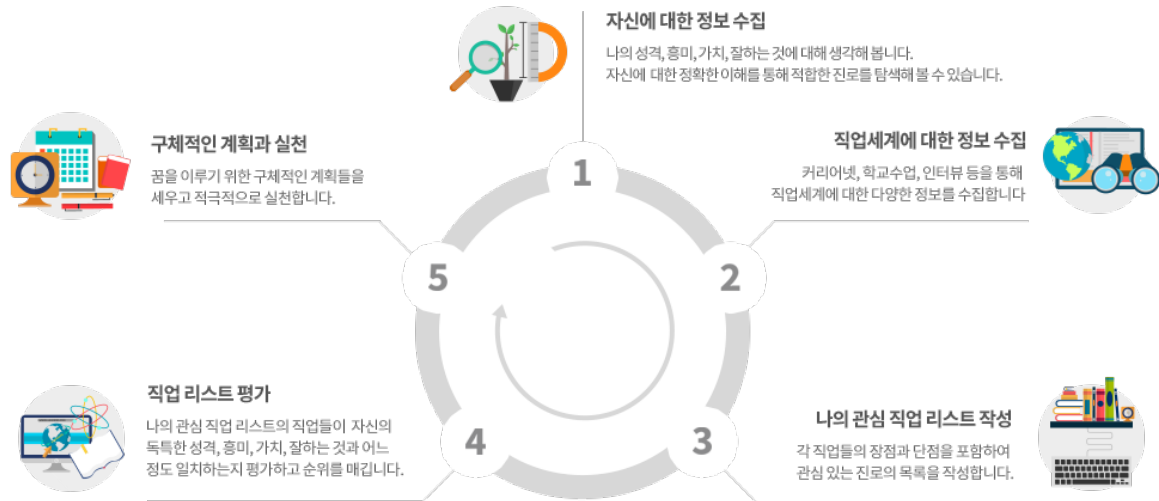 자신에 대한 정보 수집
나의 성격, 흥미, 가치, 잘하는 것에 대해 생각해 봅니다.
자신에 대한 정확한 이해를 통해 적합한 진로를 탐색해 볼 수 있습니다.
1
직업세계에 대한 정보 수집
커리어넷, 학교수업, 인터뷰 등을 통해
직업세계에 대한 다양한 정보를 수집합니다
2
나의 관심 직업 리스트 작성
각 직업들의 장점과 단점을 포함하여
관심 있는 진로의 목록을 작성합니다.
3
직업 리스트 평가
나의 관심 직업 리스트의 직업들이 자신의
독특한 성격, 흥미, 가치, 잘하는 것과 어느
정도 일치하는지 평가하고 순위를 매깁니다.
4
구체적인 계획과 실천
꿈을 이루기 위한 구체적인 계획들을
세우고 적극적으로 실천합니다.
5